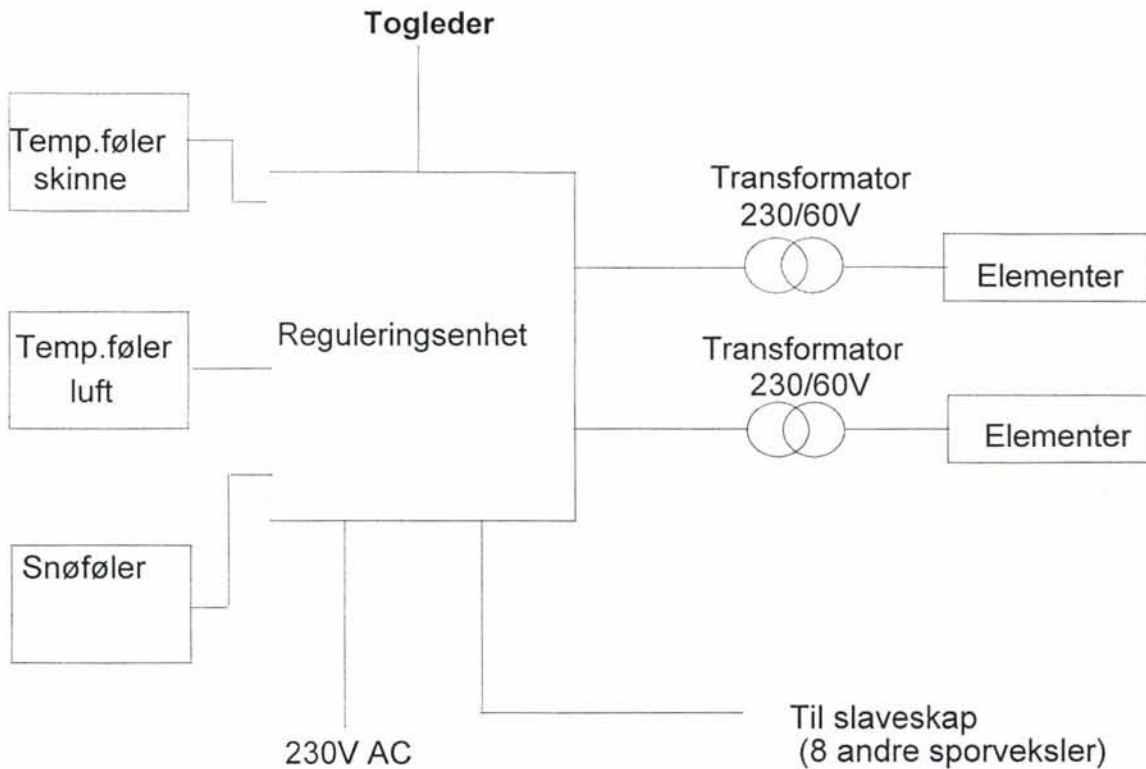 Togleder
Temp.føler
skinne
Transformator
230/60V
Elementer
Temp.føler
luft
Reguleringsenhet
Transformator
230/60V
Elementer
Snøføler
230V AC
Til slaveskap
(8 andre sporveksler)